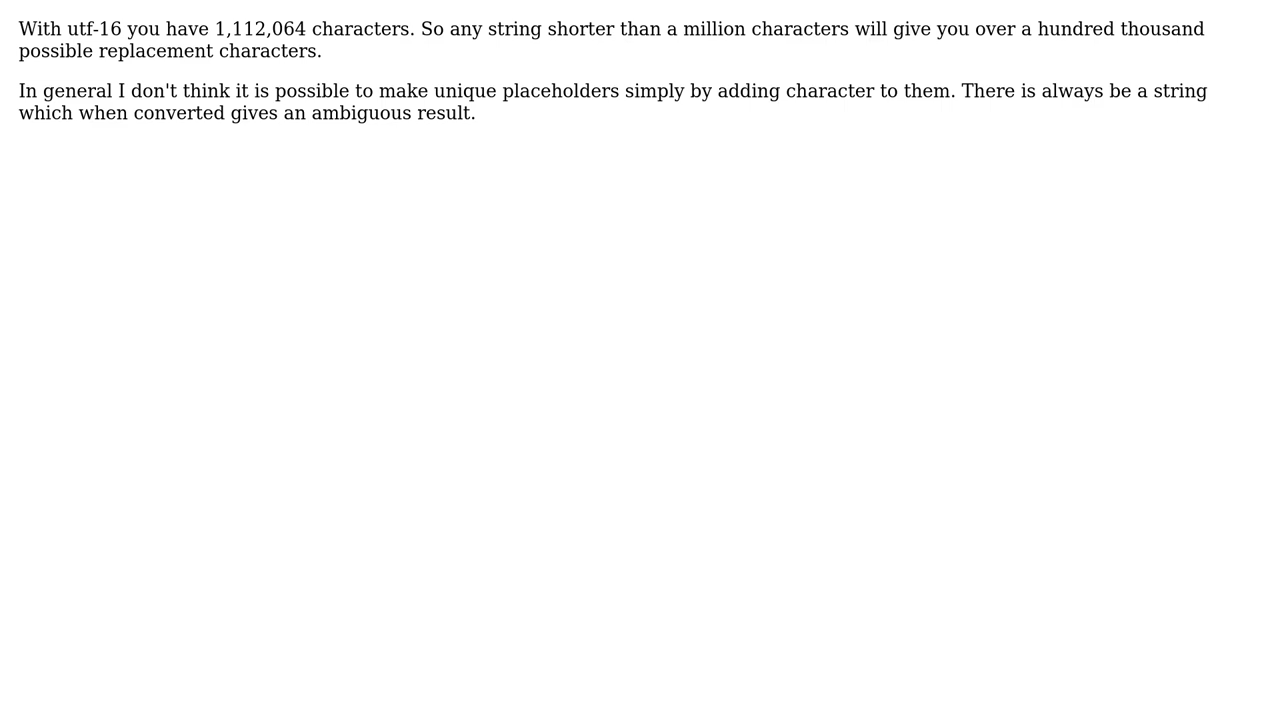 With utf-16 you have 1,112,064 characters. So any string shorter than a million characters will give you over a hundred thousand
possible replacement characters.
In general I don't think it is possible to make unique placeholders simply by adding character to them. There is always be a string
which when converted gives an ambiguous result.